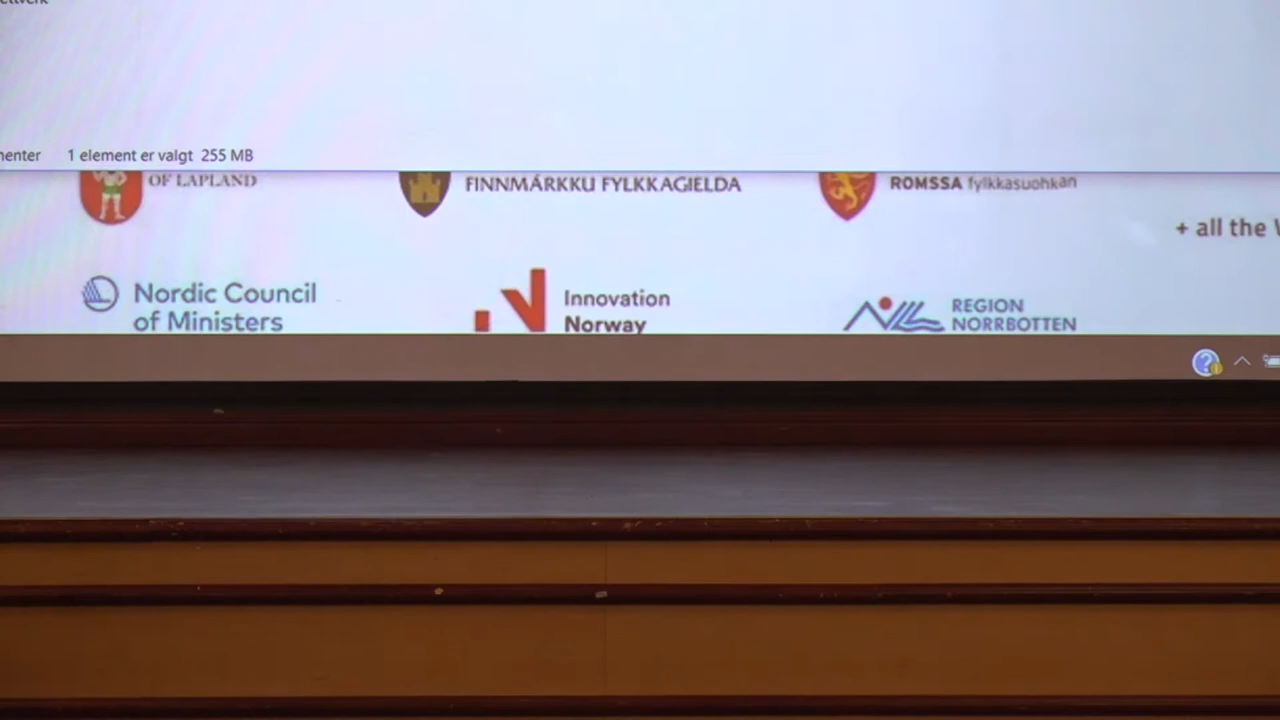 1 element er valgt 255 MB
OF LAPLAND
FINNMÁRKKU FYLKKAGIELDA
ROMSSA fylkkasuohkan
+ all the
Nordic Council
of Ministers
Innovation
Norway
REGION
NORRBOTTEN